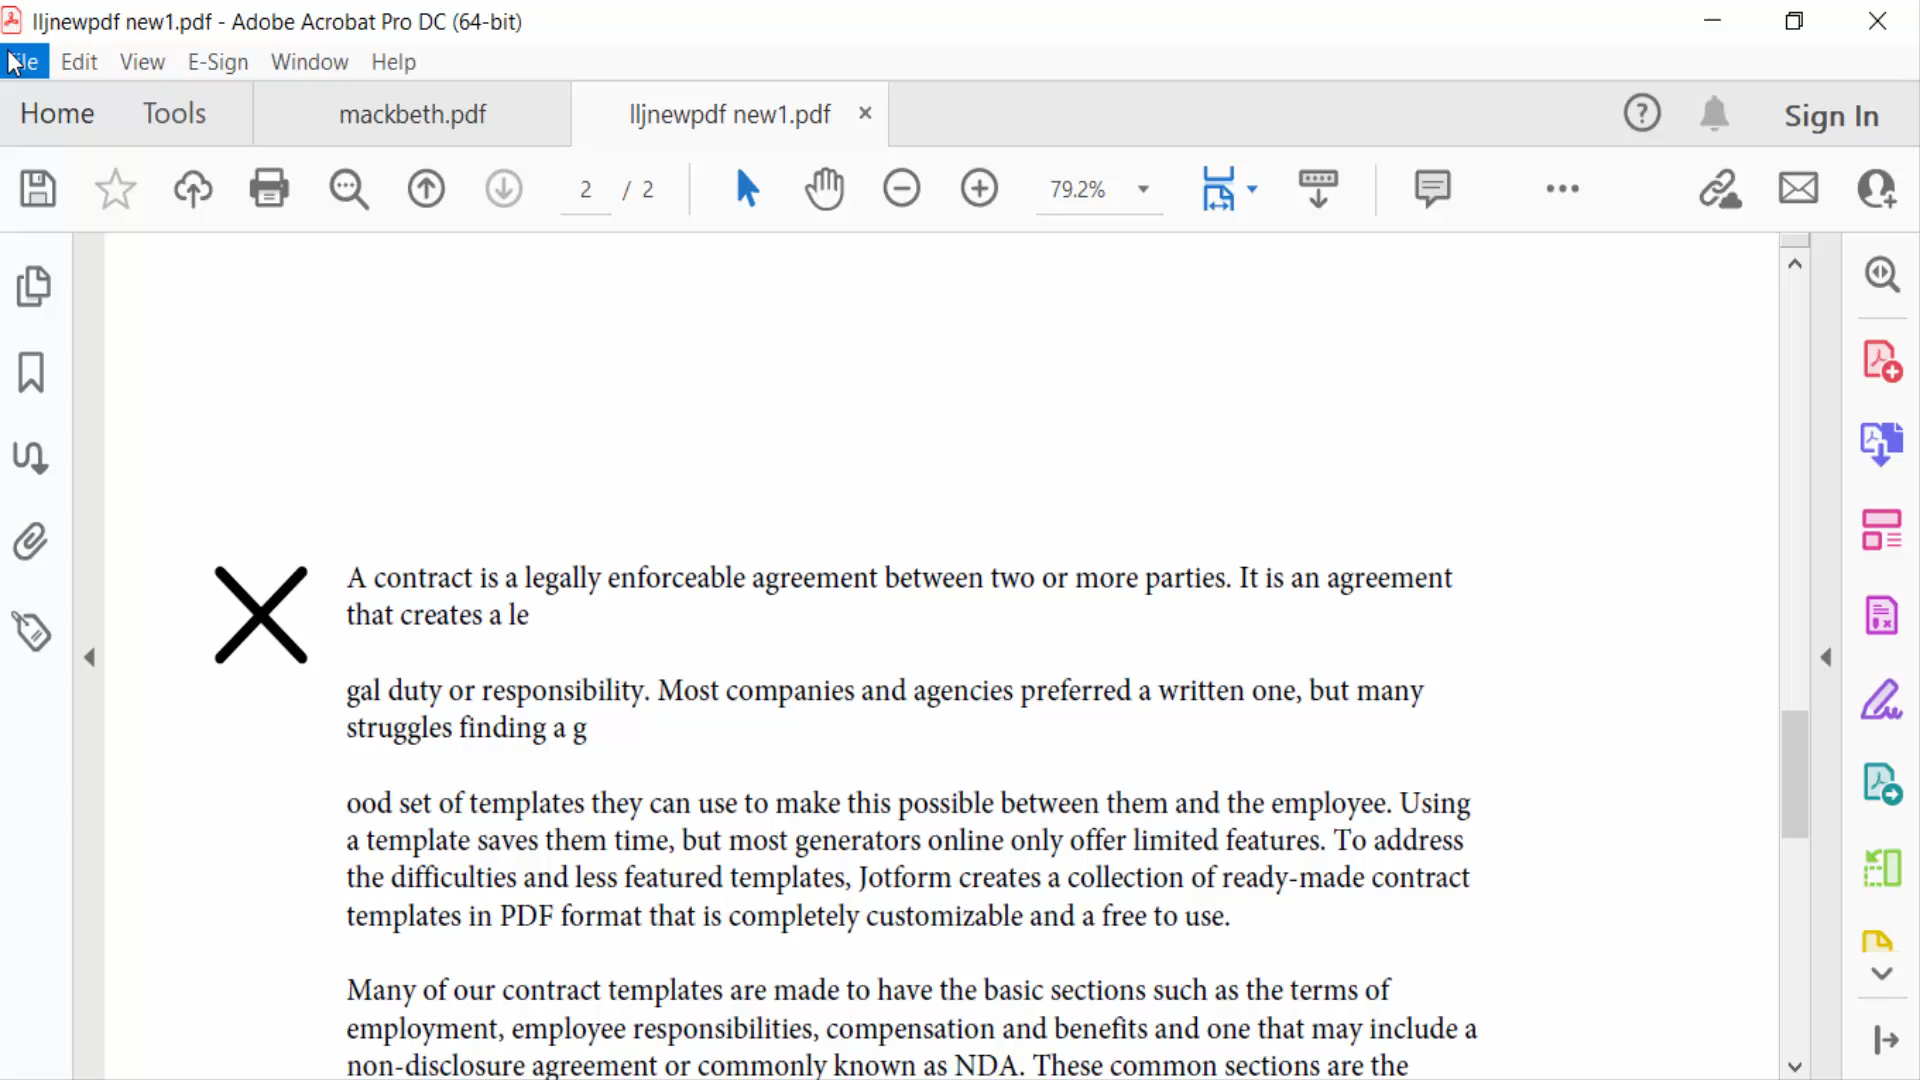 lljnewpdf new1.pdf - Adobe Acrobat Pro DC (64-bit)
File Edit View E-Sign Window Help
Home Tools mackbeth.pdf lljnewpdf new1.pdf × Sign In
2 / 2 79.2%
A contract is a legally enforceable agreement between two or more parties. It is an agreement
that creates a le
gal duty or responsibility. Most companies and agencies preferred a written one, but many
struggles finding a g
ood set of templates they can use to make this possible between them and the employee. Using
a template saves them time, but most generators online only offer limited features. To address
the difficulties and less featured templates, Jotform creates a collection of ready-made contract
templates in PDF format that is completely customizable and a free to use.
Many of our contract templates are made to have the basic sections such as the terms of
employment, employee responsibilities, compensation and benefits and one that may include a
non-disclosure agreement or commonly known as NDA. These common sections are the